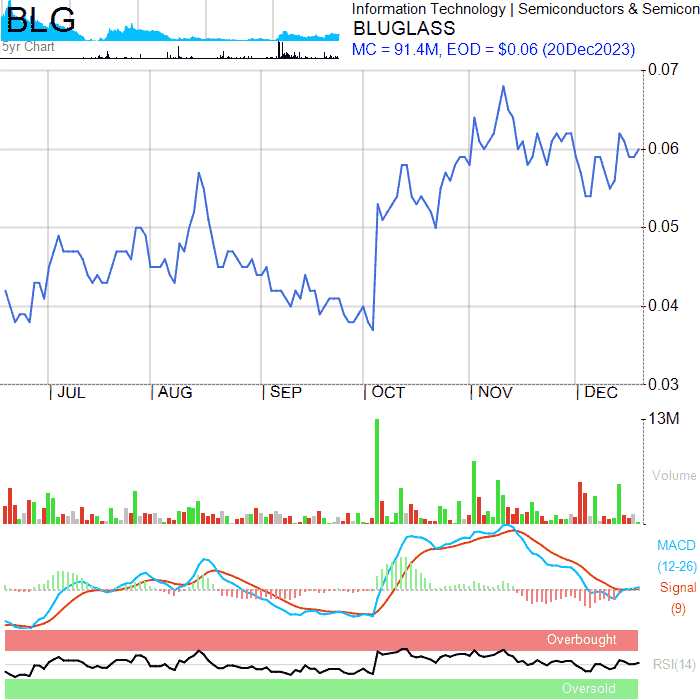 BLG
5yr Chart
Information Technology | Semiconductors & Semicon
BLUGLASS
MC = 91.4M, EOD = $0.06 (20Dec2023)
0.07
0.06
0.05
0.04
0.03
| JUL | AUG | SEP | OCT | NOV | DEC
13M
Volume
MACD
(12-26)
Signal
(9)
Overbought
RSI(14)
Oversold